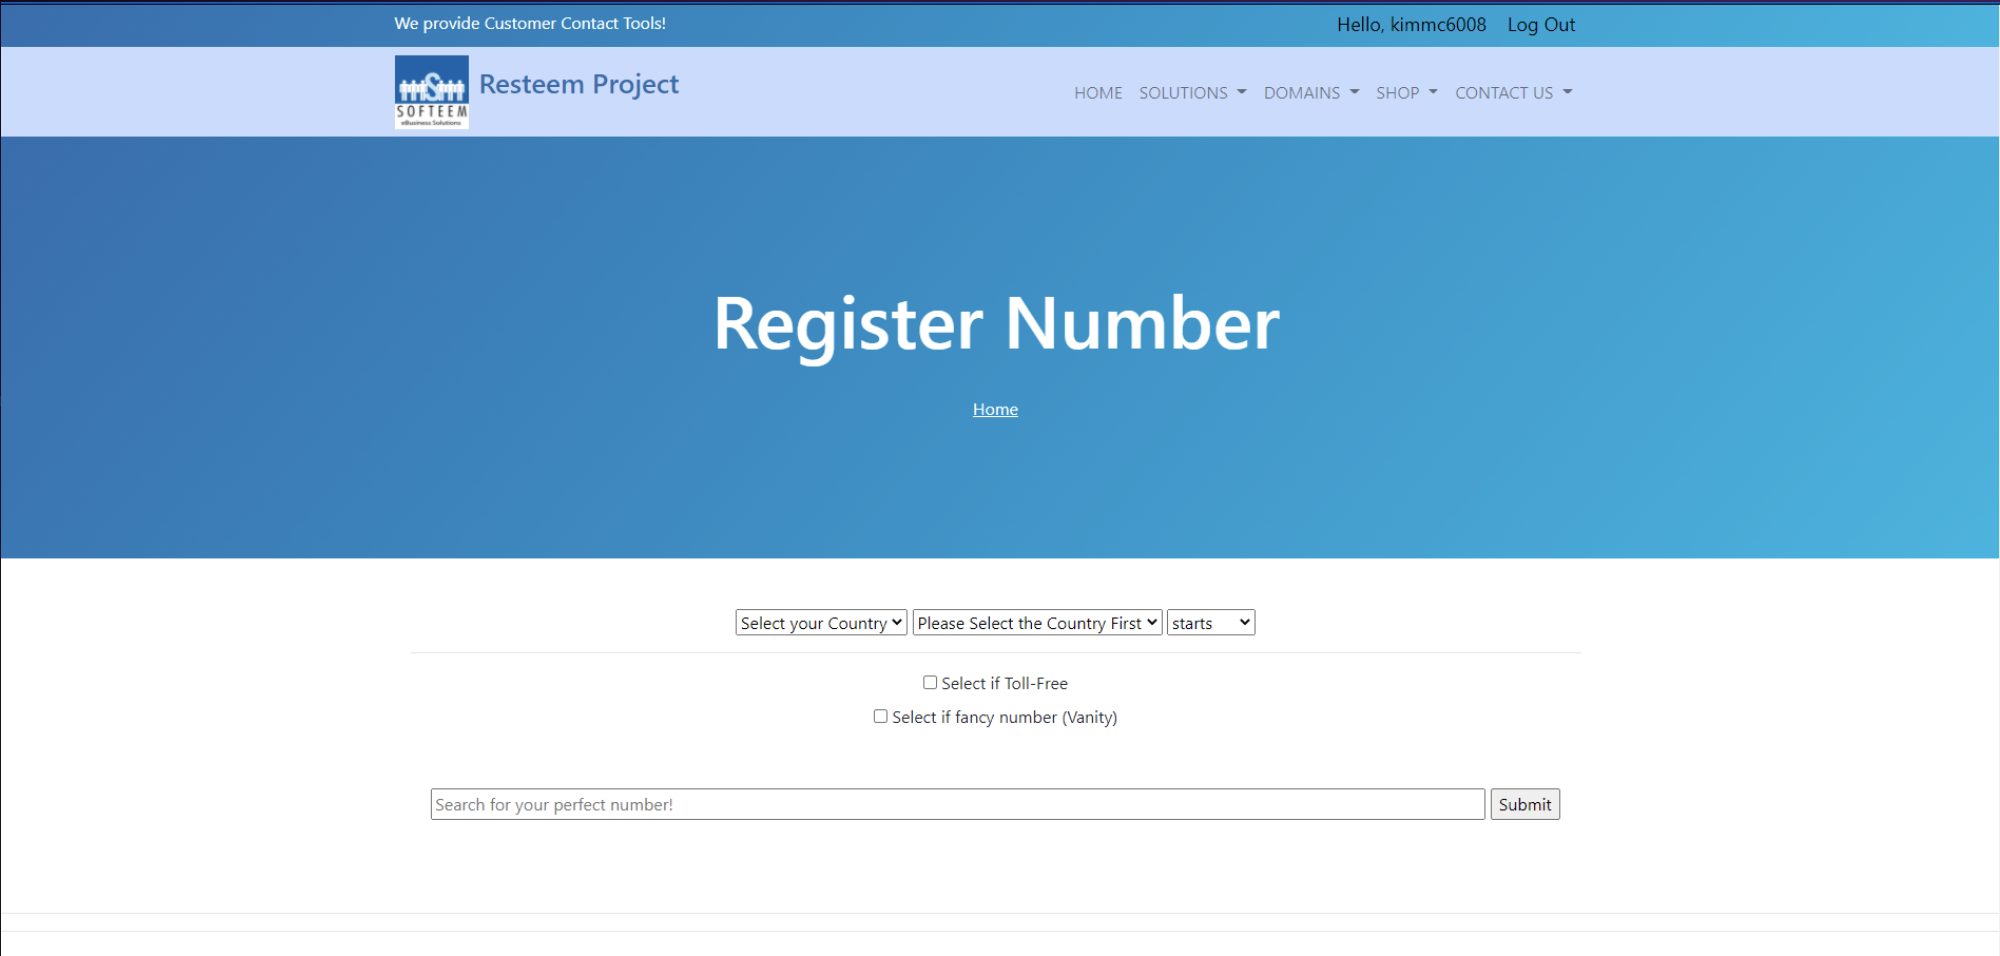 We provide Customer Contact Tools!
Hello, kimmc6008 Log Out
SOFTEEM
eBusiness Solutions
Resteem Project
HOME SOLUTIONS DOMAINS SHOP CONTACT US
Register Number
Home
Select your Country Please Select the Country First starts
Select if Toll-Free
Select if fancy number (Vanity)
Search for your perfect number! Submit